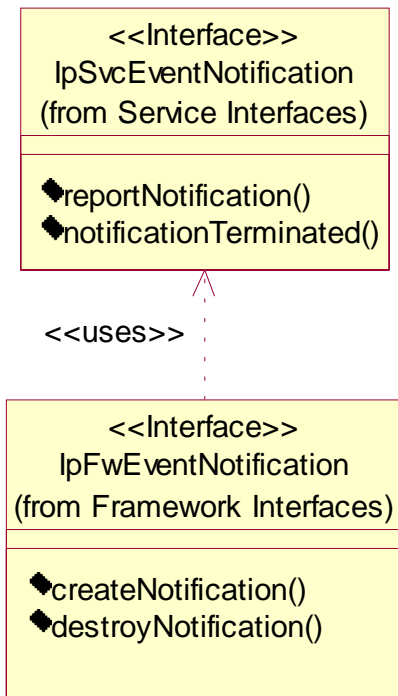 <<Interface>>
IpSvcEventNotification
(from Service Interfaces)
reportNotification()
notificationTerminated()
<<uses>>
<<Interface>>
IpFwEventNotification
(from Framework Interfaces)
createNotification()
destroyNotification()